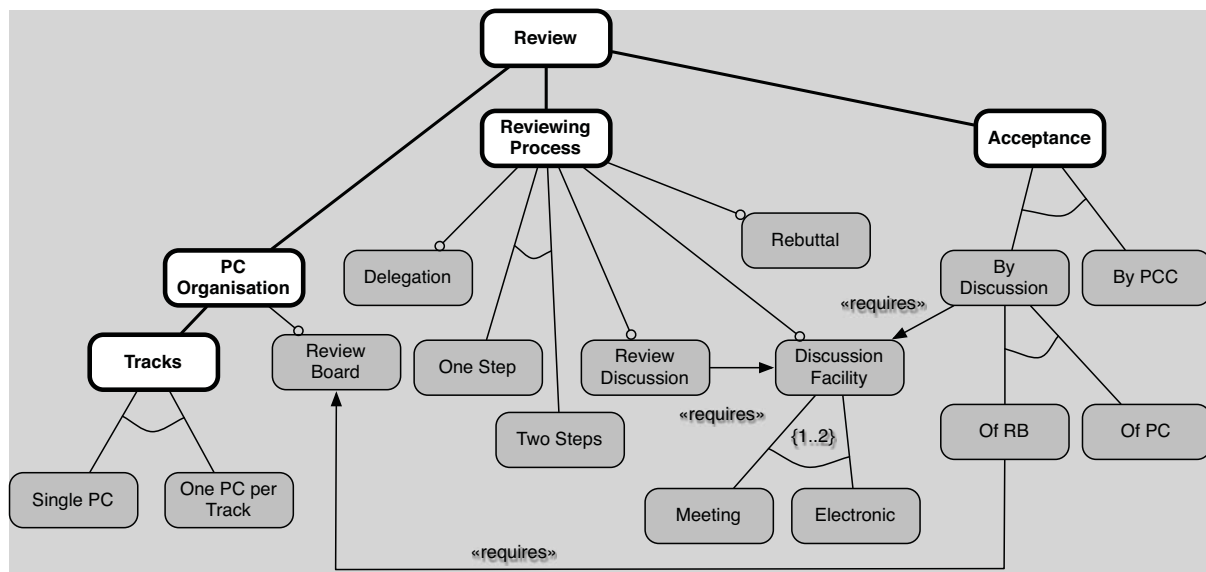 Review
Reviewing
Process
Acceptance
Rebuttal
PC
Organisation
Delegation
By
Discussion
By PCC
«requires»
Tracks
Review
Board
One Step
Review
Discussion
Discussion
Facility
«requires»
Two Steps
{1..2}
Of RB
Of PC
Single PC
One PC per
Track
Meeting
Electronic
«requires»